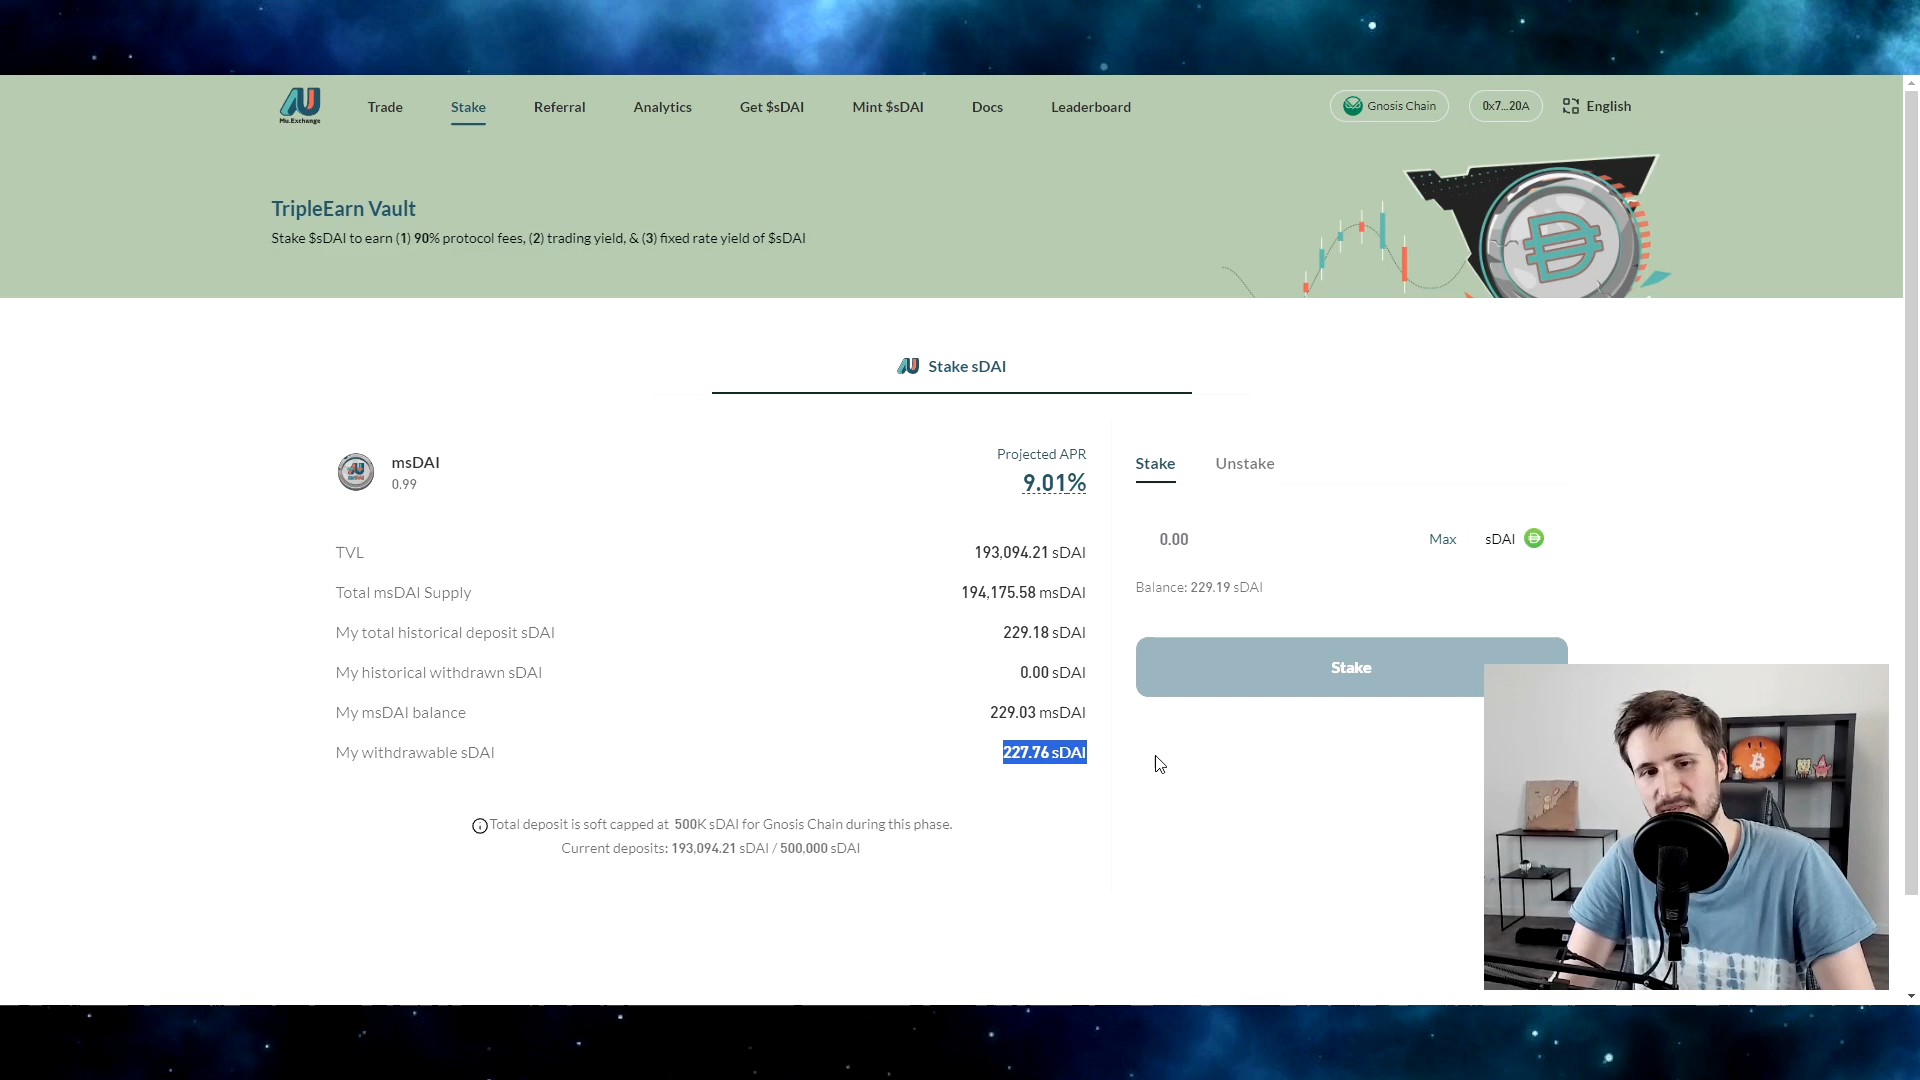 Mu.Exchange
Trade
Stake
Referral
Analytics
Get $sDAI
Mint $sDAI
Docs
Leaderboard
Gnosis Chain
0x7...20A
English
TripleEarn Vault
Stake $sDAI to earn (1) 90% protocol fees, (2) trading yield, & (3) fixed rate yield of $sDAI
Stake sDAI
msDAI
0.99
Projected APR
9.01%
TVL 193,094.21 sDAI
Total msDAI Supply 194,175.58 msDAI
My total historical deposit sDAI 229.18 sDAI
My historical withdrawn sDAI 0.00 sDAI
My msDAI balance 229.03 msDAI
My withdrawable sDAI 227.76 sDAI
Total deposit is soft capped at 500K sDAI for Gnosis Chain during this phase.
Current deposits: 193,094.21 sDAI / 500,000 sDAI
Stake
Unstake
0.00
Max
sDAI
Balance: 229.19 sDAI
Stake